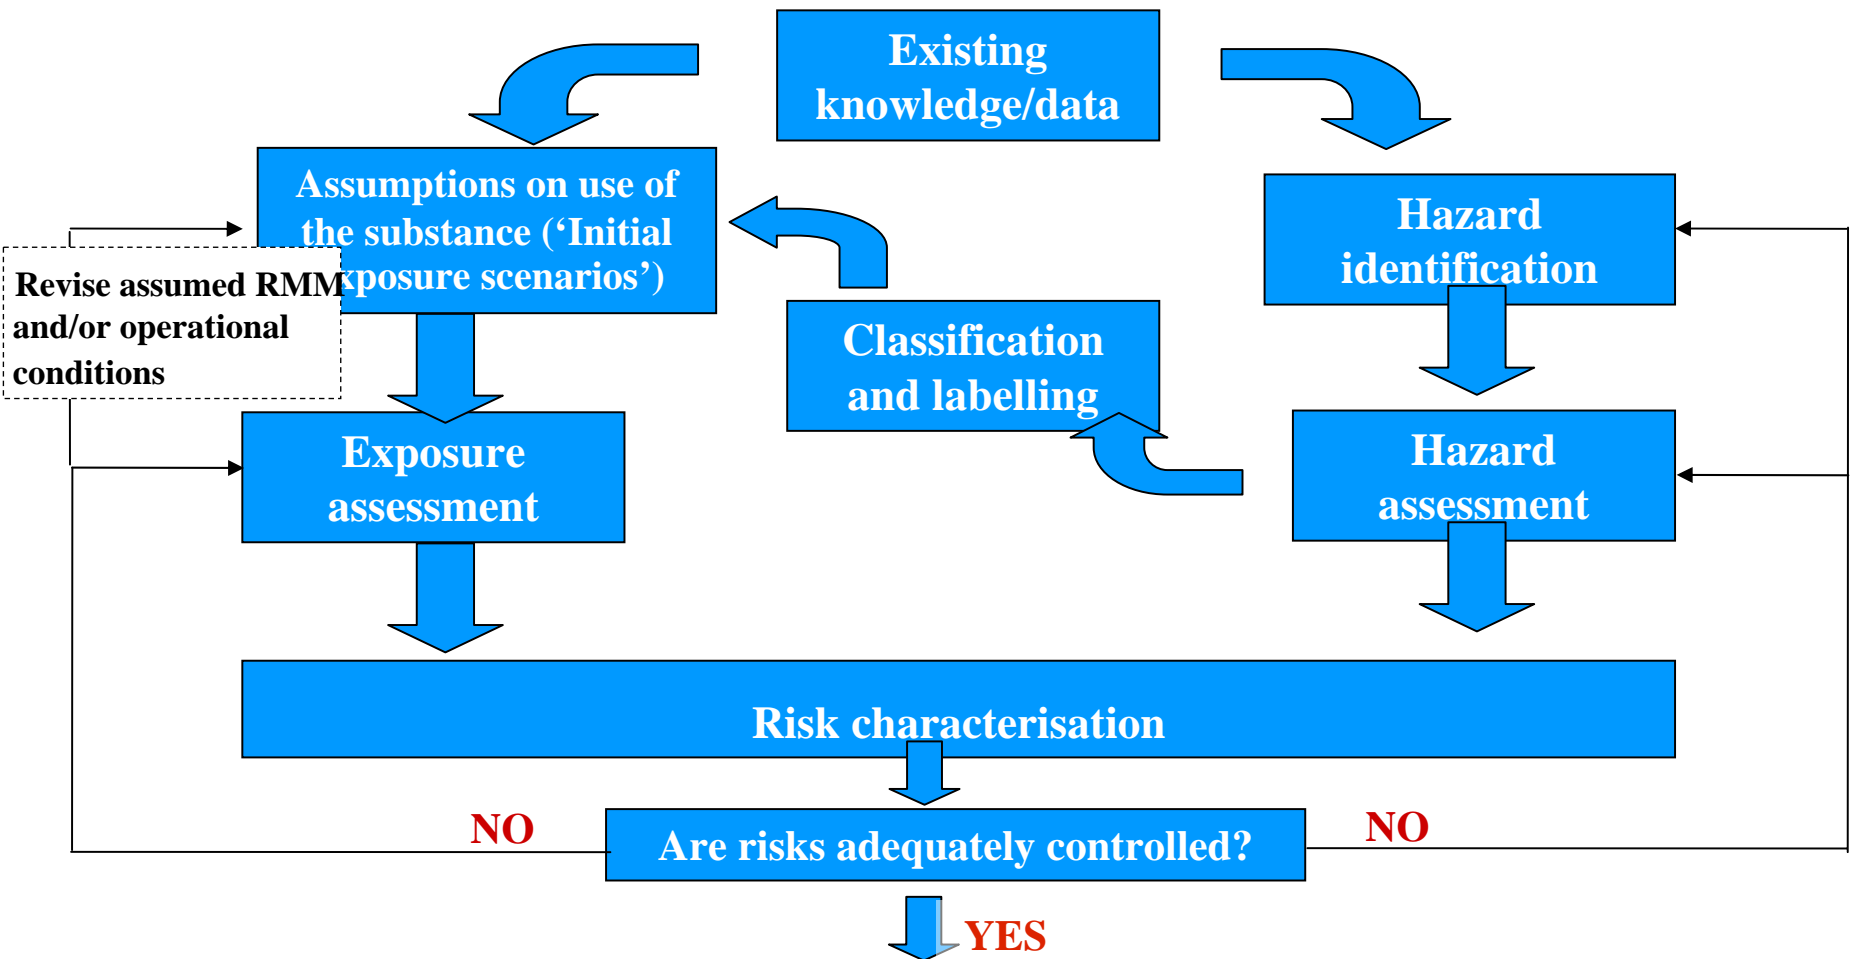 Existing
knowledge/data
Assumptions on use of
the substance (‘Initial
xposure scenarios’)
Revise assumed RMM
and/or operational
conditions
Hazard
identification
Classification
and labelling
Exposure
assessment
Hazard
assessment
Risk characterisation
NO
Are risks adequately controlled?
NO
YES